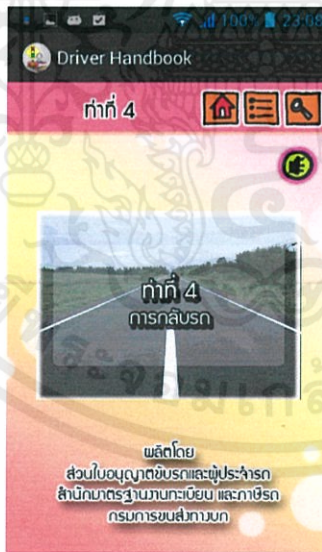 100% 23:08
Driver Handbook
ท่าที่ 4
ท่าที่ 4
การกลับรถ
ผลิตโดย
ส่วนใบอนุญาตขับรถและผู้ประจำรถ
สำนักมาตรฐานงานทะเบียน และภาษีรถ
กรมการขนส่งทางบก